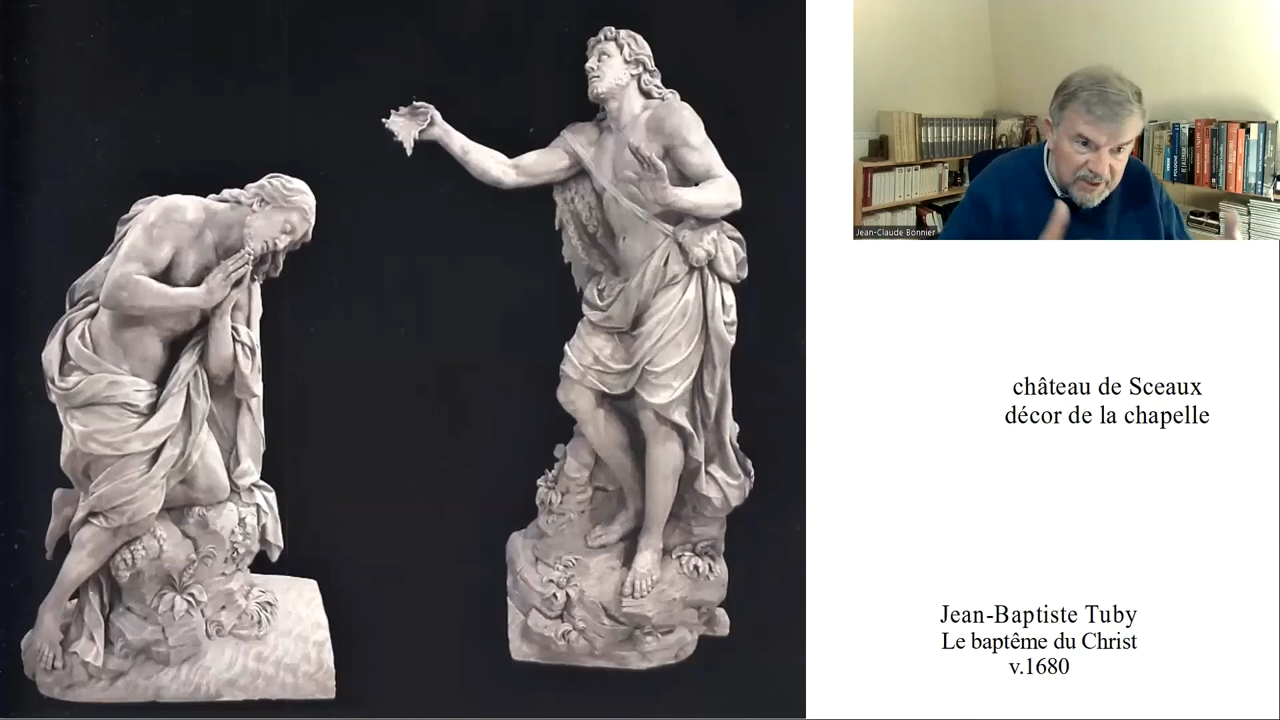 Jean-Claude Bonnier
château de Sceaux
décor de la chapelle
Jean-Baptiste Tuby
Le baptême du Christ
v.1680